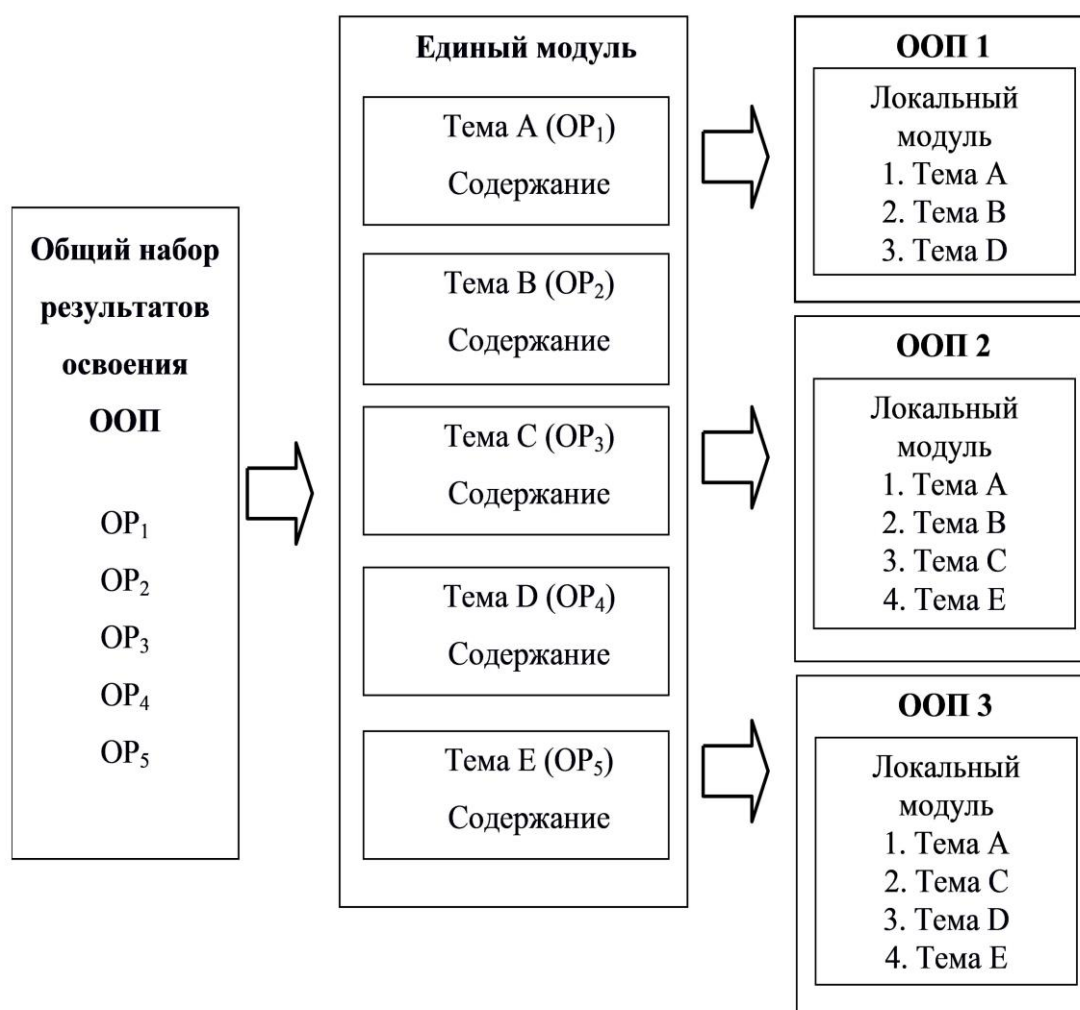 Общий набор
результатов
освоения
ООП
ОР₁
ОР₂
ОР₃
ОР₄
ОР₅
Единый модуль
Тема A (ОР₁)
Содержание
Тема B (ОР₂)
Содержание
Тема C (ОР₃)
Содержание
Тема D (ОР₄)
Содержание
Тема E (ОР₅)
Содержание
ООП 1
Локальный
модуль
1. Тема A
2. Тема B
3. Тема D
ООП 2
Локальный
модуль
1. Тема A
2. Тема B
3. Тема C
4. Тема E
ООП 3
Локальный
модуль
1. Тема A
2. Тема C
3. Тема D
4. Тема E